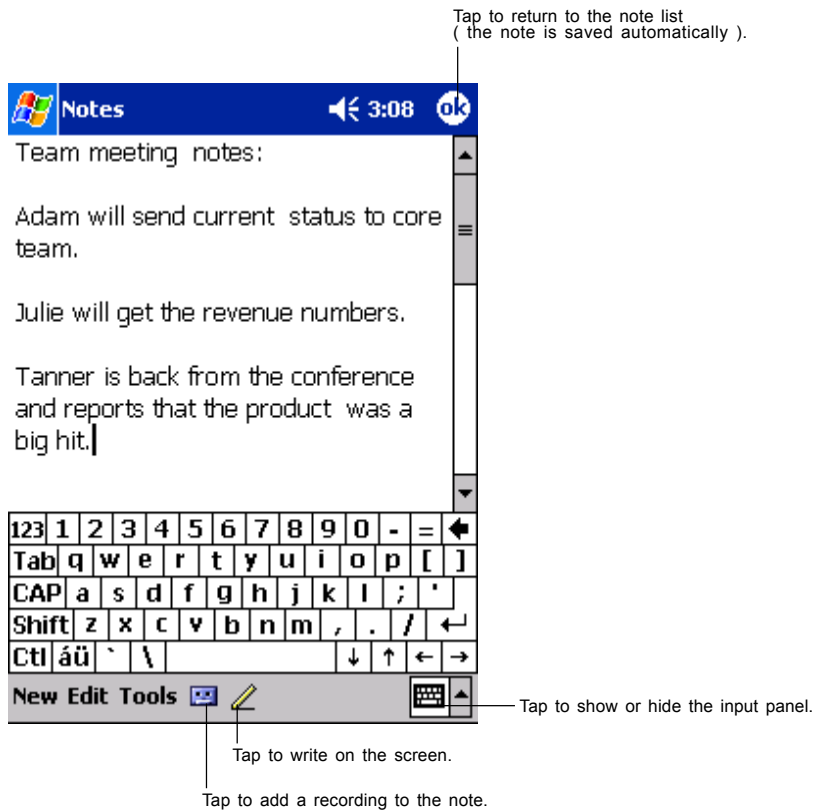 Tap to return to the note list
( the note is saved automatically ).
Notes 3:08 ok
Team meeting notes:
Adam will send current status to core
team.
Julie will get the revenue numbers.
Tanner is back from the conference
and reports that the product was a
big hit.
123 1 2 3 4 5 6 7 8 9 0 - =
Tab q w e r t y u i o p [ ]
CAP a s d f g h j k l ; '
Shift z x c v b n m , . /
Ctl áü ` \ ↓ ↑ ← →
New Edit Tools
Tap to show or hide the input panel.
Tap to write on the screen.
Tap to add a recording to the note.